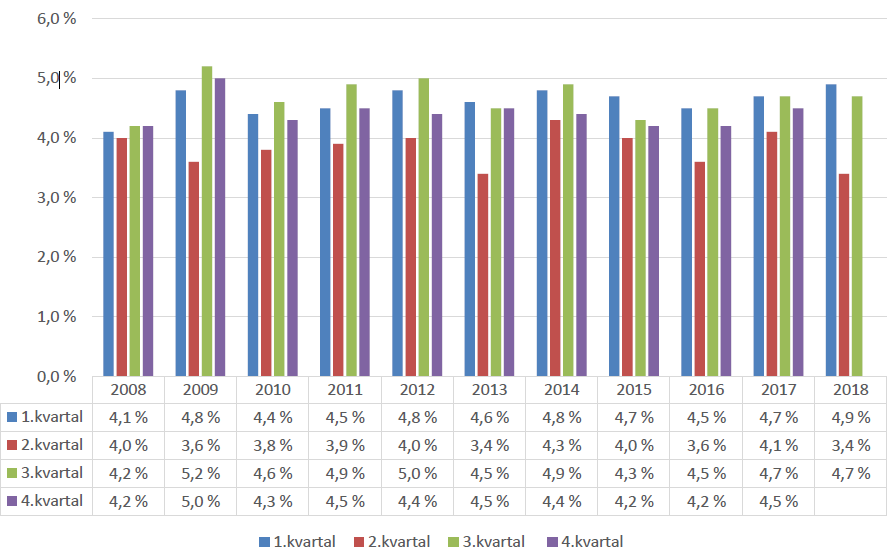 6,0 %
5,0 %
4,0 %
3,0 %
2,0 %
1,0 %
0,0 %
2008 2009 2010 2011 2012 2013 2014 2015 2016 2017 2018
1.kvartal 4,1 % 4,8 % 4,4 % 4,5 % 4,8 % 4,6 % 4,8 % 4,7 % 4,5 % 4,7 % 4,9 %
2.kvartal 4,0 % 3,6 % 3,8 % 3,9 % 4,0 % 3,4 % 4,3 % 4,0 % 3,6 % 4,1 % 3,4 %
3.kvartal 4,2 % 5,2 % 4,6 % 4,9 % 5,0 % 4,5 % 4,9 % 4,3 % 4,5 % 4,7 % 4,7 %
4.kvartal 4,2 % 5,0 % 4,3 % 4,5 % 4,4 % 4,5 % 4,4 % 4,2 % 4,2 % 4,5 %
1.kvartal 2.kvartal 3.kvartal 4.kvartal